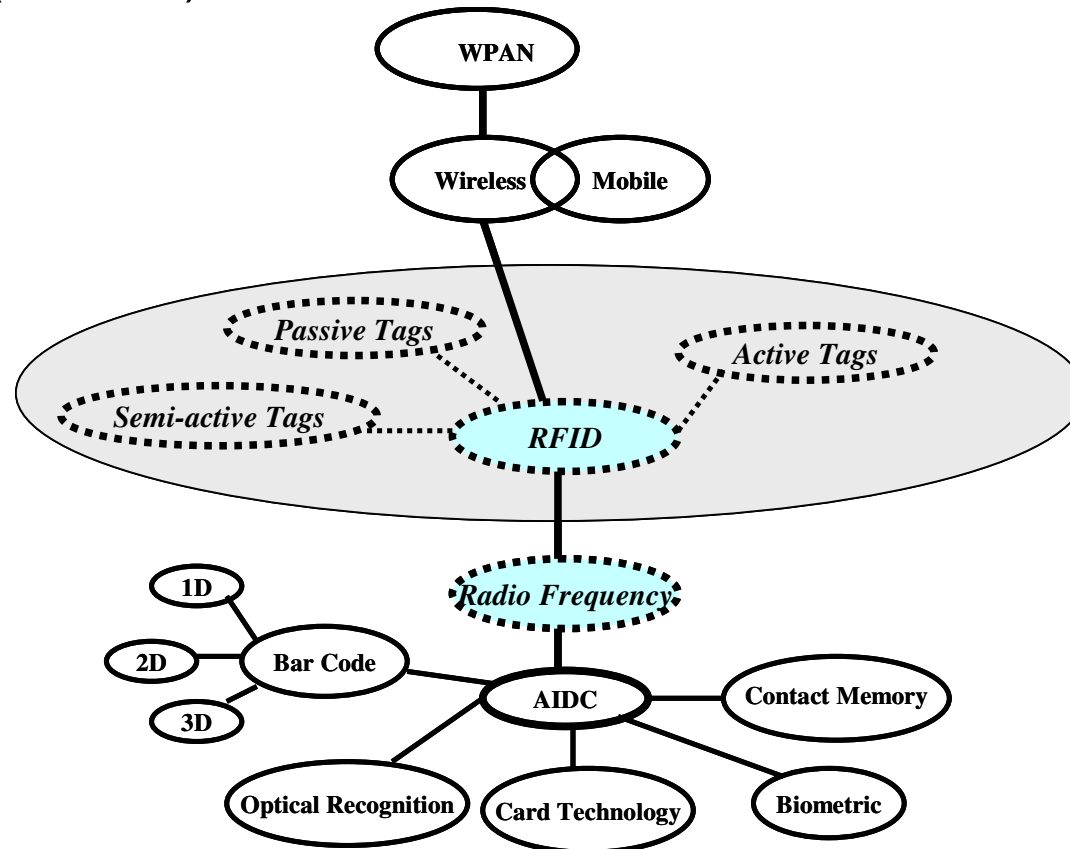 WPAN
Wireless
Mobile
Passive Tags
Active Tags
Semi-active Tags
RFID
1D
Radio Frequency
2D
Bar Code
3D
AIDC
Contact Memory
Optical Recognition
Card Technology
Biometric